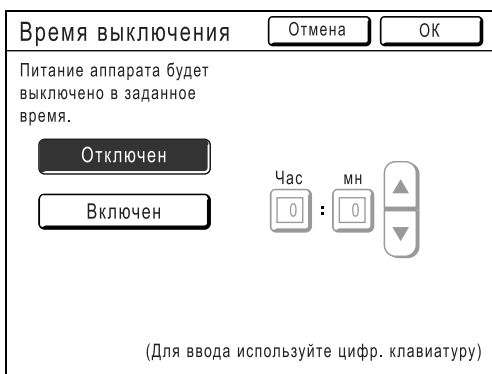 Время выключения Отмена ОК
Питание аппарата будет
выключено в заданное
время.
Отключен
Час мн
Включен 0 : 0
(Для ввода используйте цифр. клавиатуру)